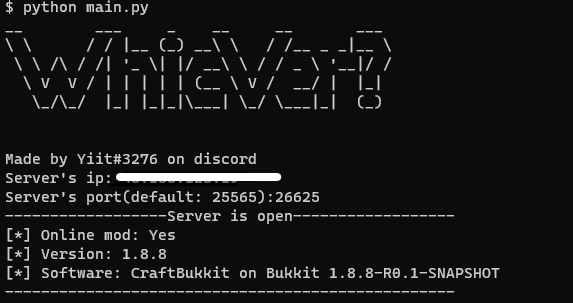 $ python main.py
WhicVer?
Made by Yiit#3276 on discord
Server's ip:
Server's port(default: 25565):26625
------------------Server is open------------------
[*] Online mod: Yes
[*] Version: 1.8.8
[*] Software: CraftBukkit on Bukkit 1.8.8-R0.1-SNAPSHOT
--------------------------------------------------